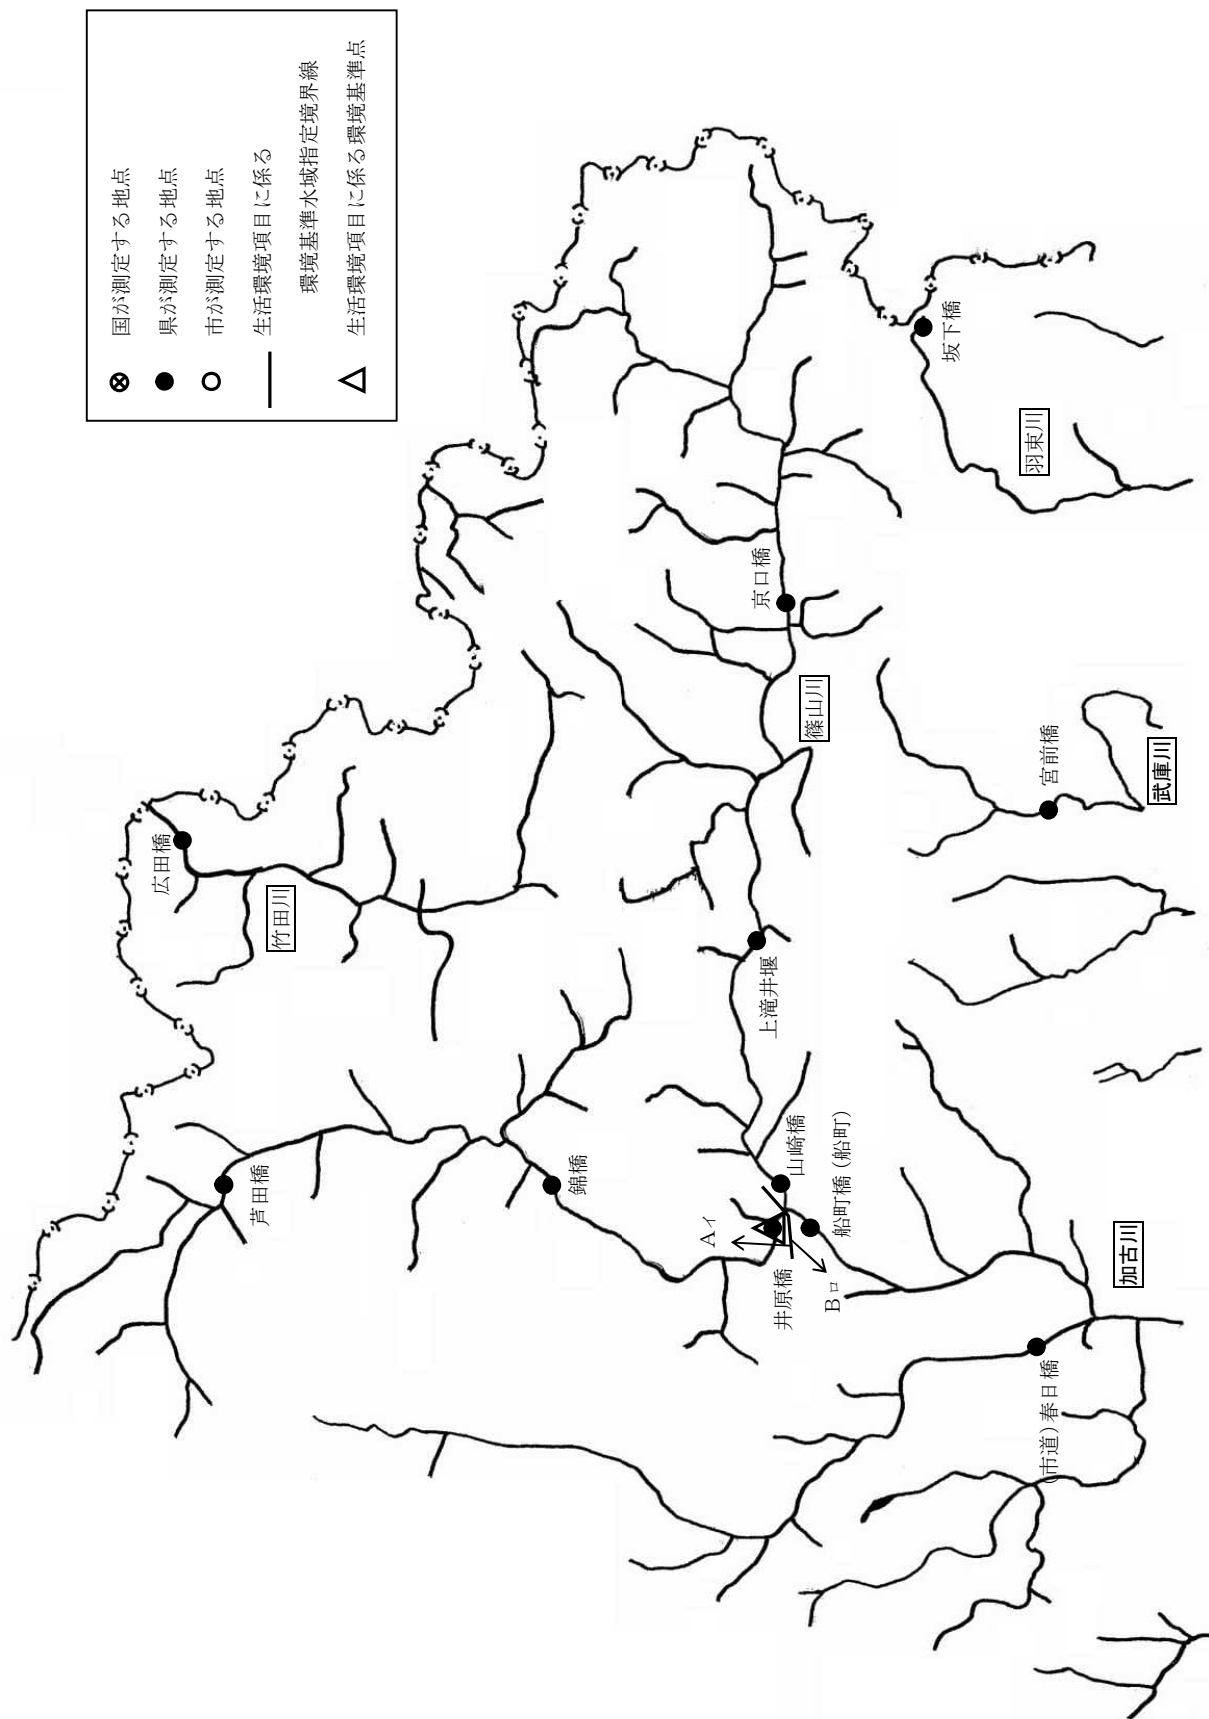 国が測定する地点
県が測定する地点
市が測定する地点
生活環境項目に係る
環境基準水域指定境界線
生活環境項目に係る環境基準点
広田橋
竹田川
芦田橋
錦橋
京口橋
篠山川
上滝井堰
山崎橋
船町橋（船町）
井原橋
Aイ
Bロ
坂下橋
羽束川
宮前橋
武庫川
加古川
(市道)春日橋